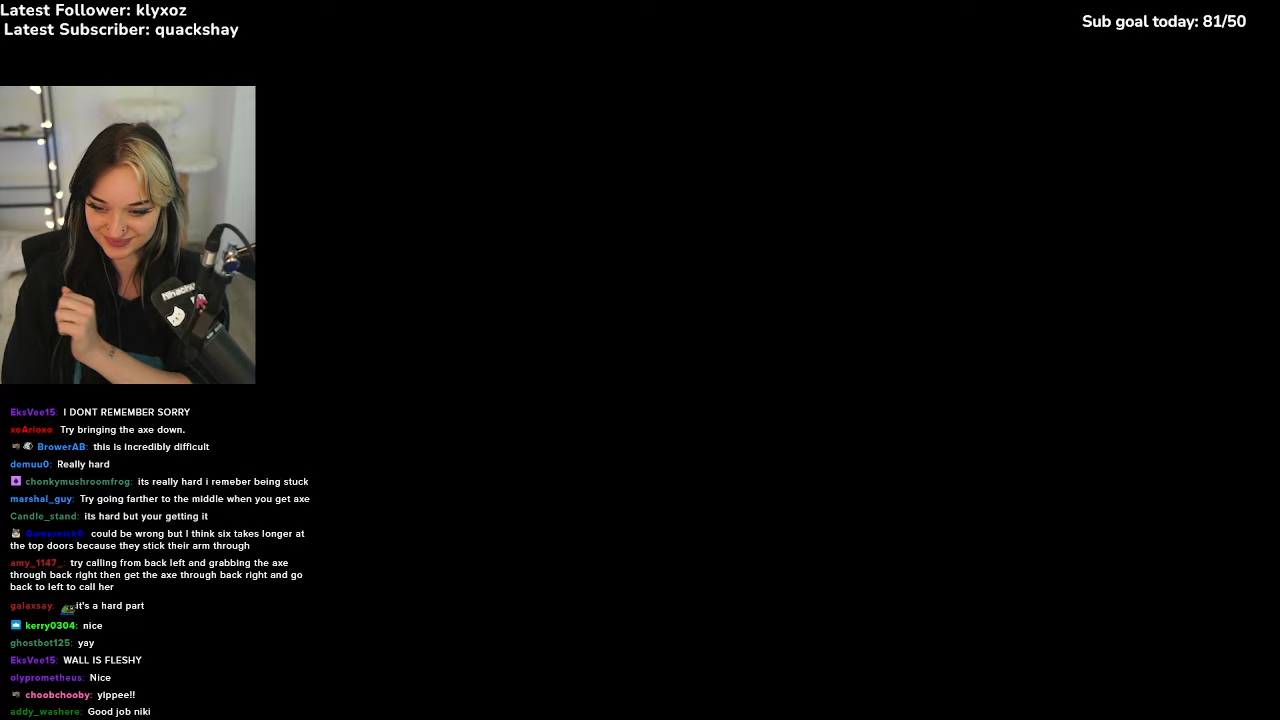 Latest Follower: klyxoz
Latest Subscriber: quackshay
Sub goal today: 81/50
Nihachu
EksVee15: I DONT REMEMBER SORRY
xoArloxo: Try bringing the axe down.
BrowerAB: this is incredibly difficult
demuu0: Really hard
chonkymushroomfrog: its really hard i remeber being stuck
marshal_guy: Try going farther to the middle when you get axe
Candle_stand: its hard but your getting it
could be wrong but I think six takes longer at
the top doors because they stick their arm through
amy_1147_: try calling from back left and grabbing the axe
through back right then get the axe through back right and go
back to left to call her
galaxsay: it's a hard part
kerry0304: nice
ghostbot125: yay
EksVee15: WALL IS FLESHY
olyprometheus: Nice
choobchooby: yippee!!
addy_washere: Good job niki